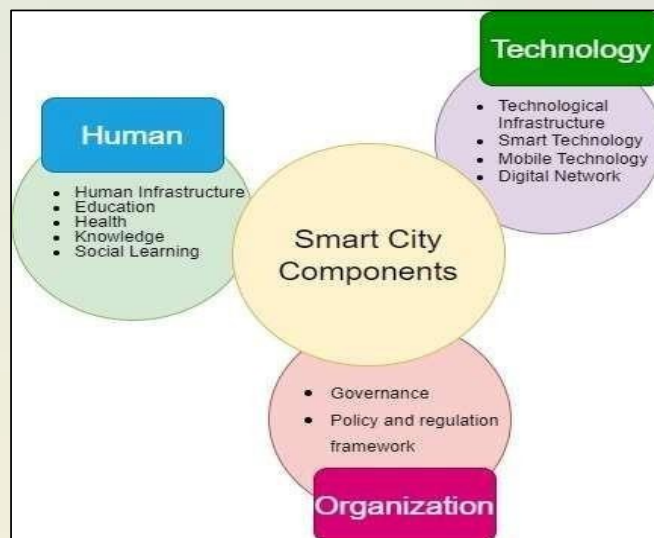 Technology
• Technological
Infrastructure
• Smart Technology
• Mobile Technology
• Digital Network
Human
• Human Infrastructure
• Education
• Health
• Knowledge
• Social Learning
Smart City
Components
• Governance
• Policy and regulation
framework
Organization